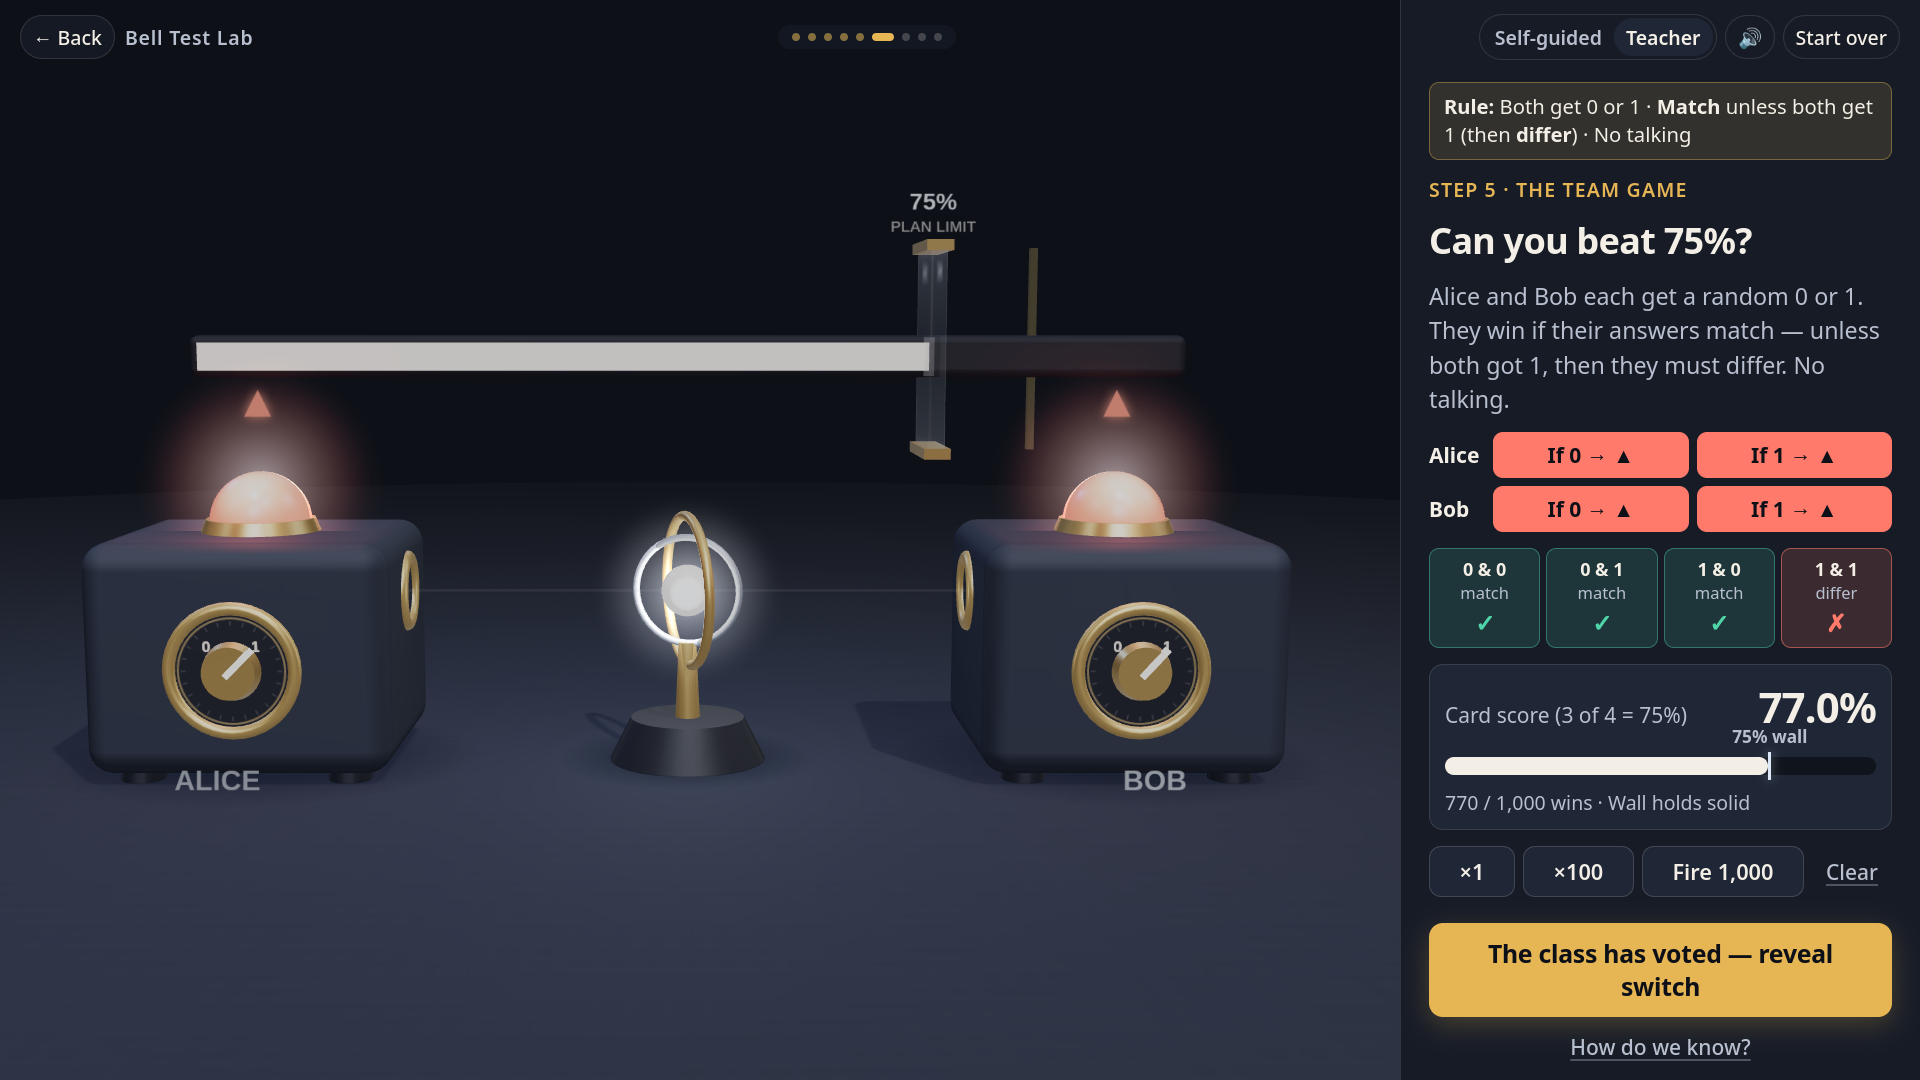 ← Back
Bell Test Lab
Self-guided
Teacher
Start over
Rule: Both get 0 or 1 · Match unless both get
1 (then differ) · No talking
STEP 5 · THE TEAM GAME
Can you beat 75%?
Alice and Bob each get a random 0 or 1.
They win if their answers match — unless
both got 1, then they must differ. No
talking.
Alice
If 0 → ▲
If 1 → ▲
Bob
If 0 → ▲
If 1 → ▲
0 & 0
match
✓
0 & 1
match
✓
1 & 0
match
✓
1 & 1
differ
✗
Card score (3 of 4 = 75%)
77.0%
75% wall
770 / 1,000 wins · Wall holds solid
×1
×100
Fire 1,000
Clear
The class has voted — reveal
switch
How do we know?
75%
PLAN LIMIT
0 1
ALICE
0 1
BOB